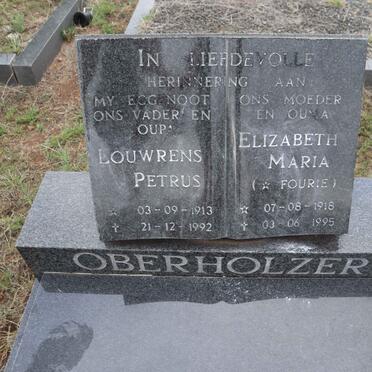 IN LIEFDEVOLLE
HERINNERING AAN
MY EGGENOOT
ONS VADER EN
OUPA
LOUWRENS
PETRUS
☆ 03-09-1913
✝ 21-12-1992
ONS MOEDER
EN OUMA
ELIZABETH
MARIA
(☆ FOURIE)
☆ 07-08-1918
✝ 03-06-1995
OBERHOLZER